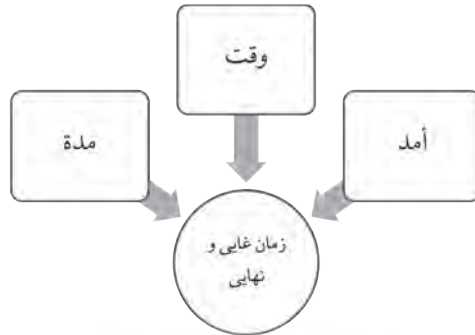 وقت
أمد
مدة
زمان غایی و
نهایی